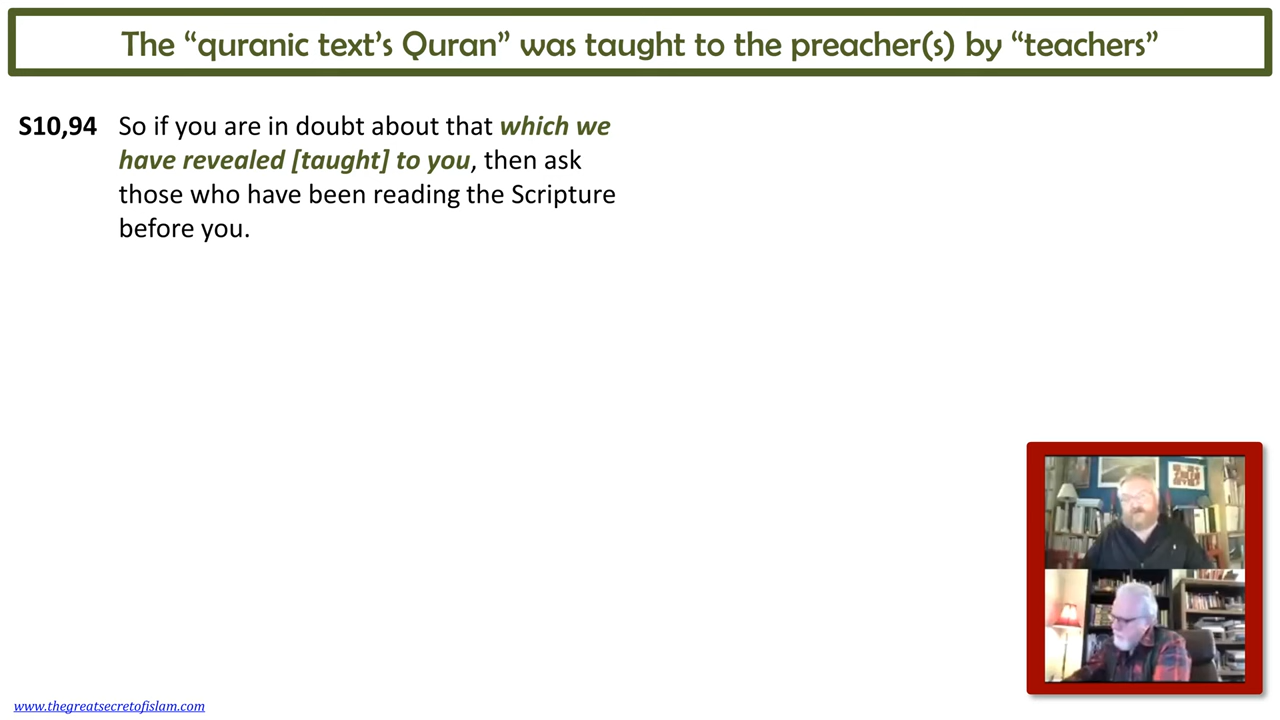 The “quranic text’s Quran” was taught to the preacher(s) by “teachers”
S10,94 So if you are in doubt about that which we
have revealed [taught] to you, then ask
those who have been reading the Scripture
before you.
www.thegreatsecretofislam.com